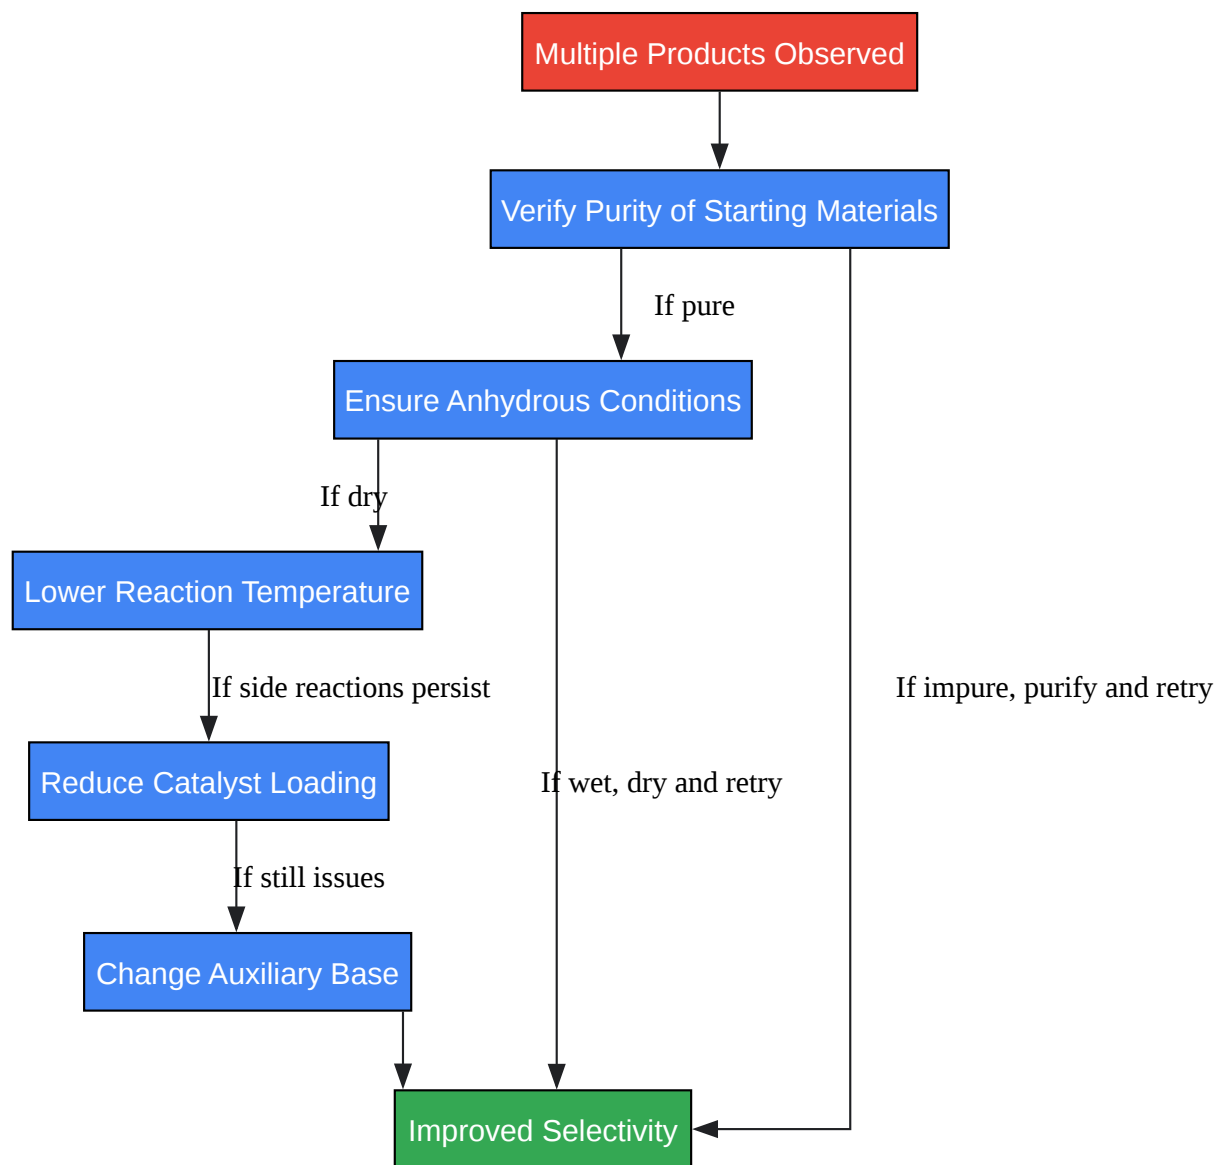 Multiple Products Observed
Verify Purity of Starting Materials
If pure
Ensure Anhydrous Conditions
If dry
Lower Reaction Temperature
If side reactions persist
If impure, purify and retry
Reduce Catalyst Loading
If wet, dry and retry
If still issues
Change Auxiliary Base
Improved Selectivity